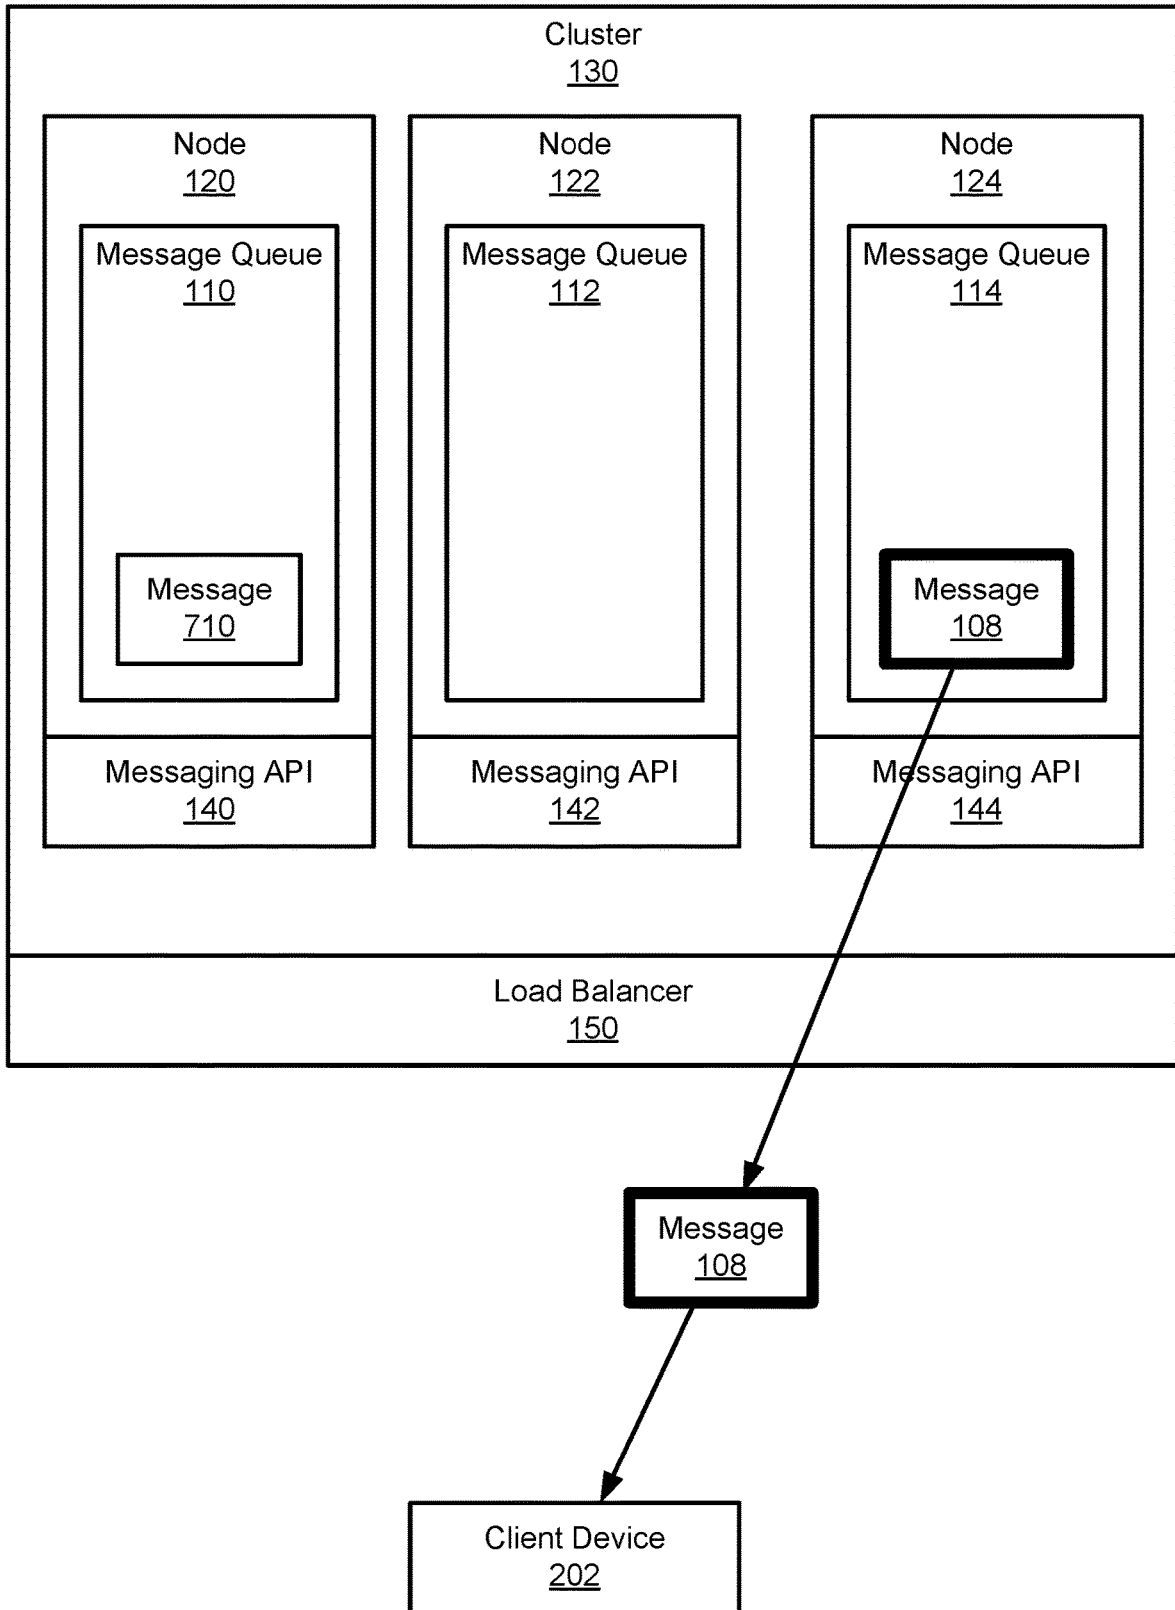 Cluster
130
Node
120
Message Queue
110
Message
710
Messaging API
140
Node
122
Message Queue
112
Messaging API
142
Node
124
Message Queue
114
Message
108
Messaging API
144
Load Balancer
150
Message
108
Client Device
202